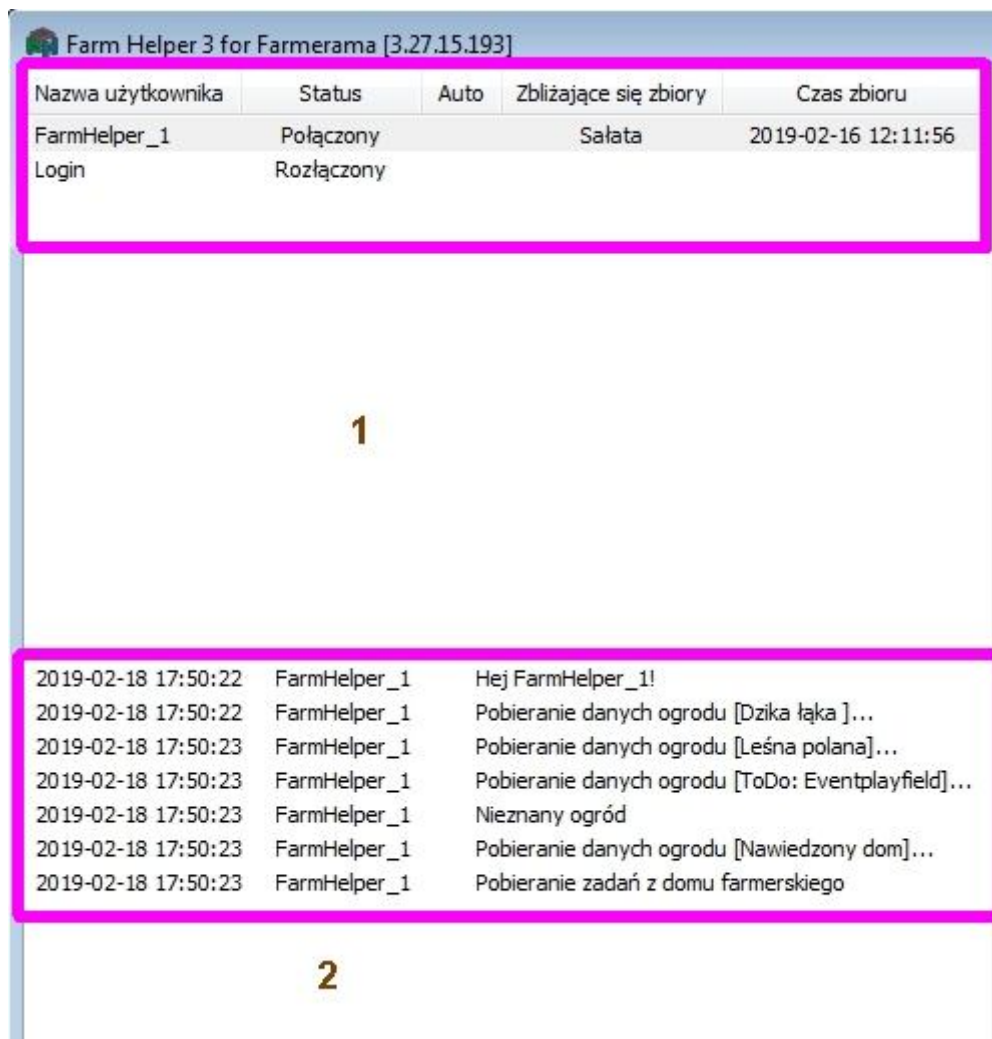 Farm Helper 3 for Farmerama [3.27.15.193]
Nazwa użytkownika Status Auto Zbliżające się zbiory Czas zbioru
FarmHelper_1 Połączony Sałata 2019-02-16 12:11:56
Login Rozłączony
1
2019-02-18 17:50:22 FarmHelper_1 Hej FarmHelper_1!
2019-02-18 17:50:22 FarmHelper_1 Pobieranie danych ogrodu [Dzika łąka ]...
2019-02-18 17:50:23 FarmHelper_1 Pobieranie danych ogrodu [Leśna polana]...
2019-02-18 17:50:23 FarmHelper_1 Pobieranie danych ogrodu [ToDo: Eventplayfield]...
2019-02-18 17:50:23 FarmHelper_1 Nieznany ogród
2019-02-18 17:50:23 FarmHelper_1 Pobieranie danych ogrodu [Nawiedzony dom]...
2019-02-18 17:50:23 FarmHelper_1 Pobieranie zadań z domu farmerskiego
2